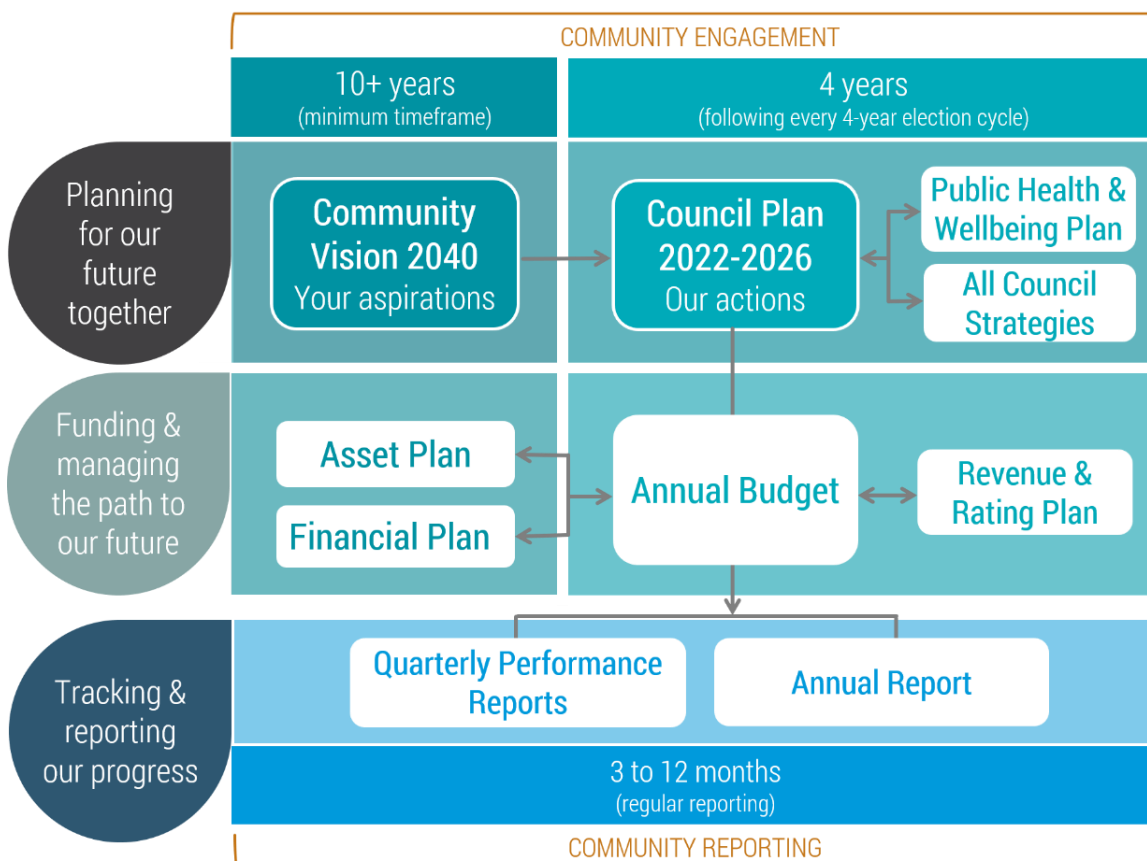 COMMUNITY ENGAGEMENT
10+ years
(minimum timeframe)
4 years
(following every 4-year election cycle)
Planning
for our
future
together
Community
Vision 2040
Your aspirations
Council Plan
2022-2026
Our actions
Public Health &
Wellbeing Plan
All Council
Strategies
Funding &
managing
the path to
our future
Asset Plan
Financial Plan
Annual Budget
Revenue &
Rating Plan
Tracking &
reporting
our progress
Quarterly Performance
Reports
Annual Report
3 to 12 months
(regular reporting)
COMMUNITY REPORTING